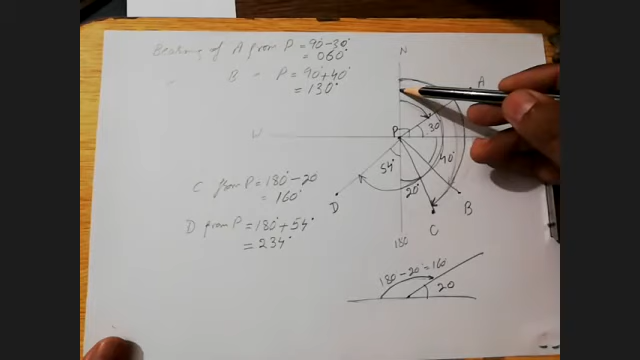 Bearing of A from P = 90°-30°
= 060°
" B " P = 90°+40°
= 130°
C from P = 180°-20°
= 160°
D from P = 180°+54°
= 234°
N
A
P
30°
W
54°
40°
20°
D
B
C
180
180-20°=160°
20